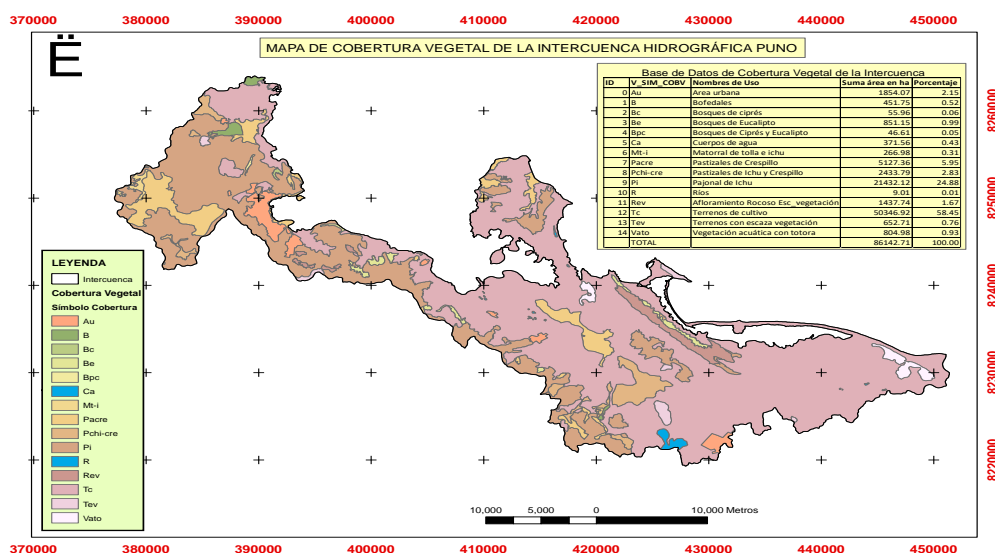 370000 380000 390000 400000 410000 420000 430000 440000 450000
Ë
MAPA DE COBERTURA VEGETAL DE LA INTERCUENCA HIDROGRÁFICA PUNO
Base de Datos de Cobertura Vegetal de la Intercuenca
ID V_SIM_COBV Nombres de Uso Suma área en ha Porcentaje
0 Au Area urbana 1854.07 2.15
1 B Bofedales 451.75 0.52
2 Bc Bosques de ciprés 55.96 0.06
3 Be Bosques de Eucalipto 851.15 0.99
4 Bpc Bosques de Ciprés y Eucalipto 46.61 0.05
5 Ca Cuerpos de agua 371.56 0.43
6 Mt-i Matorral de tolla e ichu 266.98 0.31
7 Pacre Pastizales de Crespillo 5127.36 5.95
8 Pchi-cre Pastizales de Ichu y Crespillo 2433.79 2.83
9 Pi Pajonal de Ichu 21432.12 24.88
10 R Ríos 9.01 0.01
11 Rev Afloramiento Rocoso Esc_vegetación 1437.74 1.67
12 Tc Terrenos de cultivo 50346.92 58.45
13 Tev Terrenos con escaza vegetación 652.71 0.76
14 Vato Vegetación acuática con totora 804.98 0.93
TOTAL 86142.71 100.00
8260000
8250000
8240000
8230000
8220000
LEYENDA
Intercuenca
Cobertura Vegetal
Símbolo Cobertura
Au
B
Bc
Be
Bpc
Ca
Mt-i
Pacre
Pchi-cre
Pi
R
Rev
Tc
Tev
Vato
10,000 5,000 0 10,000 Metros
370000 380000 390000 400000 410000 420000 430000 440000 450000